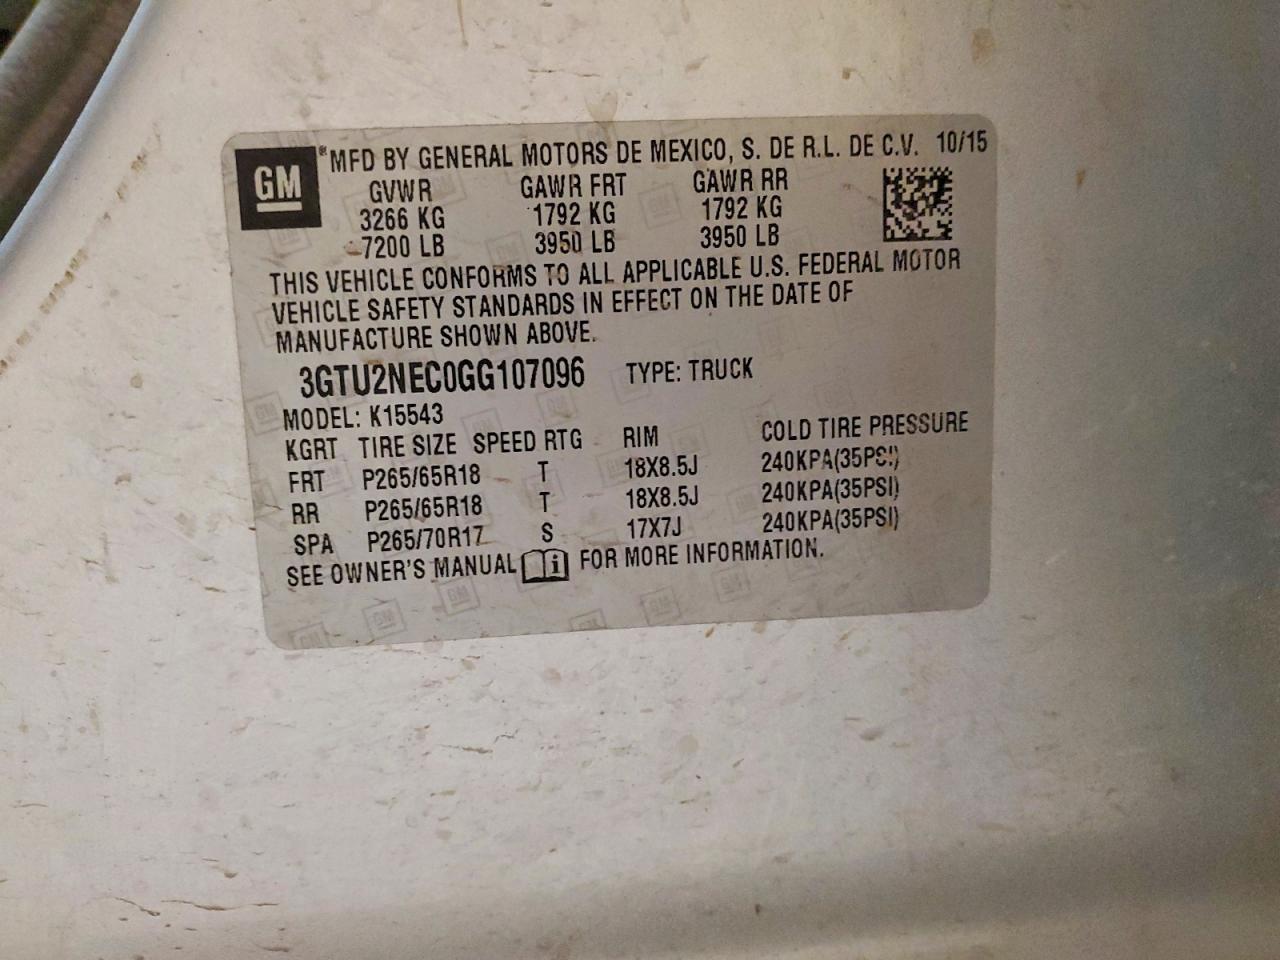 GM ® MFD BY GENERAL MOTORS DE MEXICO, S. DE R.L. DE C.V. 10/15
GVWR GAWR FRT GAWR RR
3266 KG 1792 KG 1792 KG
7200 LB 3950 LB 3950 LB
THIS VEHICLE CONFORMS TO ALL APPLICABLE U.S. FEDERAL MOTOR
VEHICLE SAFETY STANDARDS IN EFFECT ON THE DATE OF
MANUFACTURE SHOWN ABOVE.
3GTU2NEC0GG107096 TYPE: TRUCK
MODEL: K15543
KGRT TIRE SIZE SPEED RTG RIM COLD TIRE PRESSURE
FRT P265/65R18 T 18X8.5J 240KPA(35PSI)
RR P265/65R18 T 18X8.5J 240KPA(35PSI)
SPA P265/70R17 S 17X7J 240KPA(35PSI)
SEE OWNER'S MANUAL i FOR MORE INFORMATION.